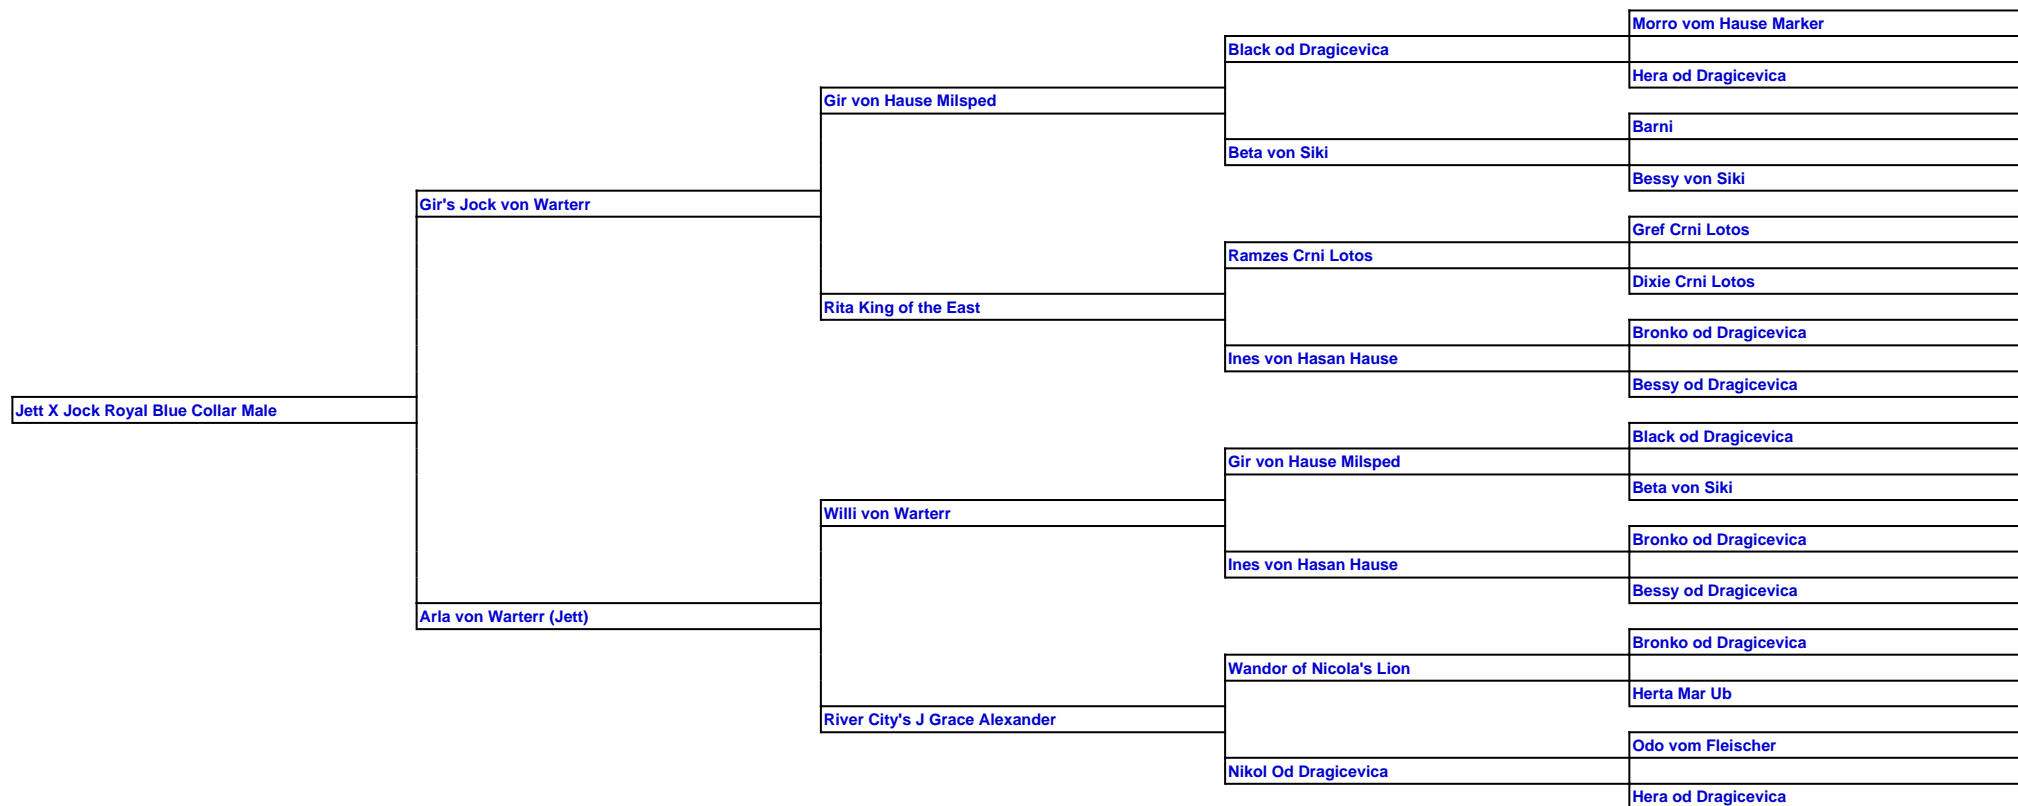 Morro vom Hause Marker
Black od Dragicevica
Hera od Dragicevica
Gir von Hause Milsped
Barni
Beta von Siki
Bessy von Siki
Gir's Jock von Warterr
Gref Crni Lotos
Ramzes Crni Lotos
Dixie Crni Lotos
Rita King of the East
Bronko od Dragicevica
Ines von Hasan Hause
Bessy od Dragicevica
Jett X Jock Royal Blue Collar Male
Black od Dragicevica
Gir von Hause Milsped
Beta von Siki
Willi von Warterr
Bronko od Dragicevica
Ines von Hasan Hause
Bessy od Dragicevica
Arla von Warterr (Jett)
Bronko od Dragicevica
Wandor of Nicola's Lion
Herta Mar Ub
River City's J Grace Alexander
Odo vom Fleischer
Nikol Od Dragicevica
Hera od Dragicevica